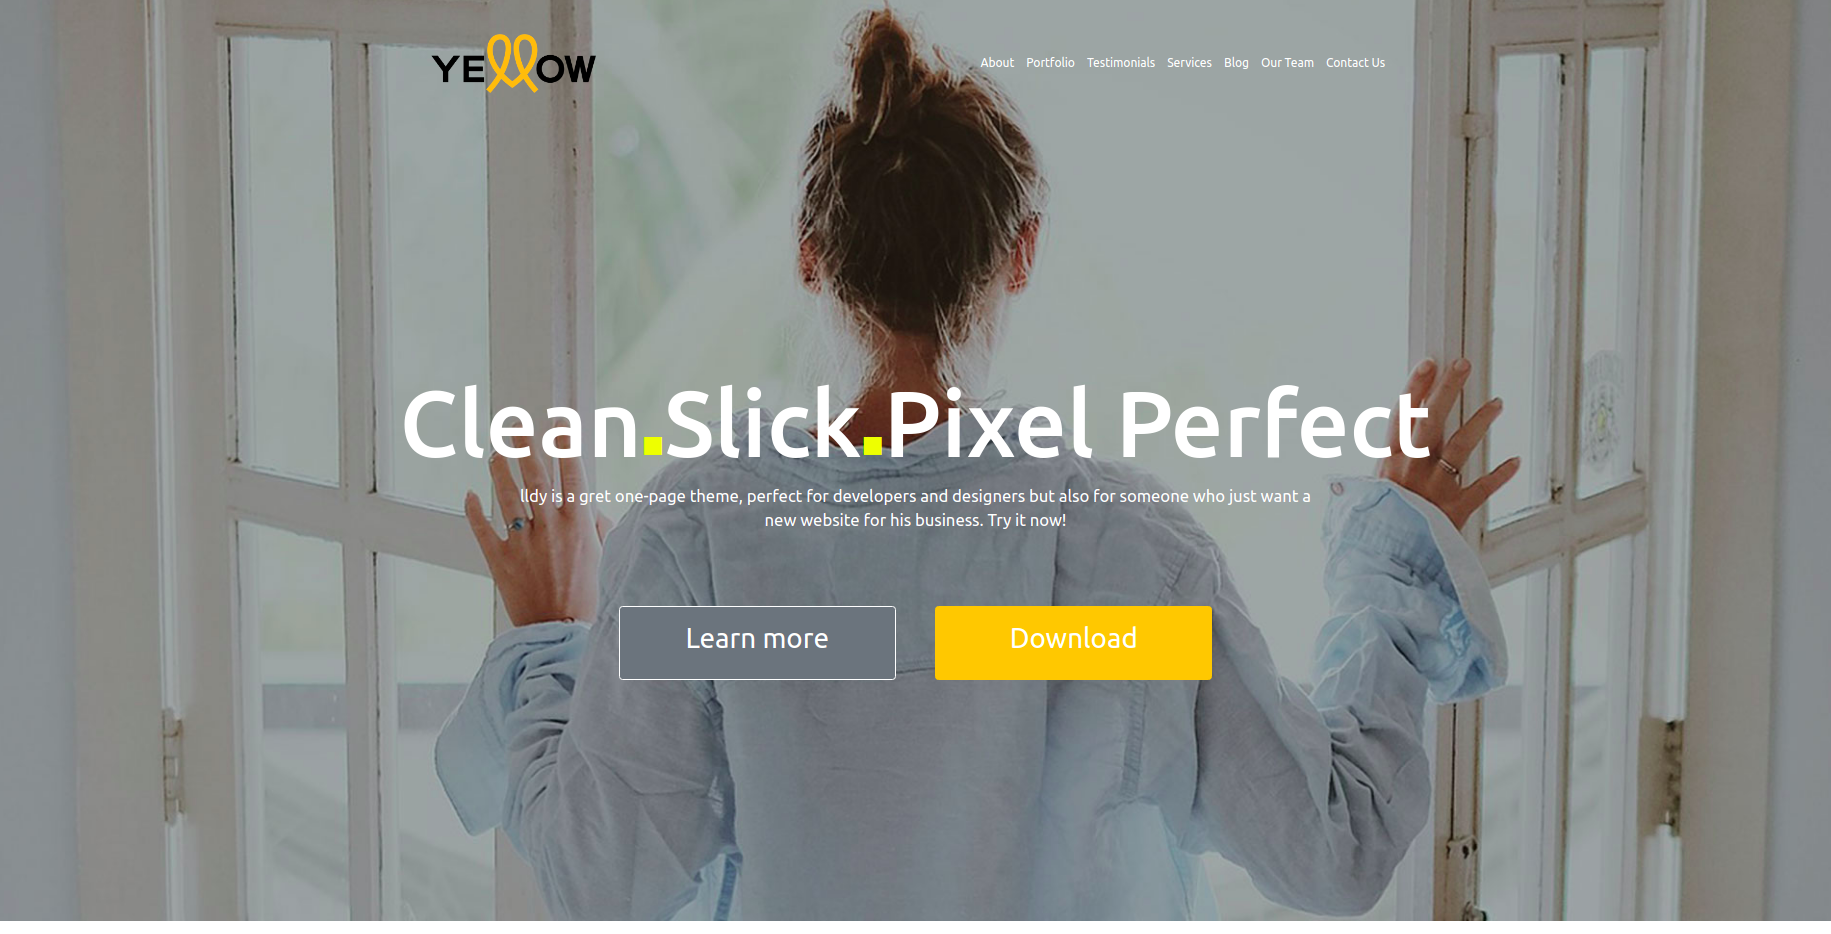 YELLOW
About Portfolio Testimonials Services Blog Our Team Contact Us
Clean.Slick.Pixel Perfect
lldy is a gret one-page theme, perfect for developers and designers but also for someone who just want a
new website for his business. Try it now!
Learn more Download